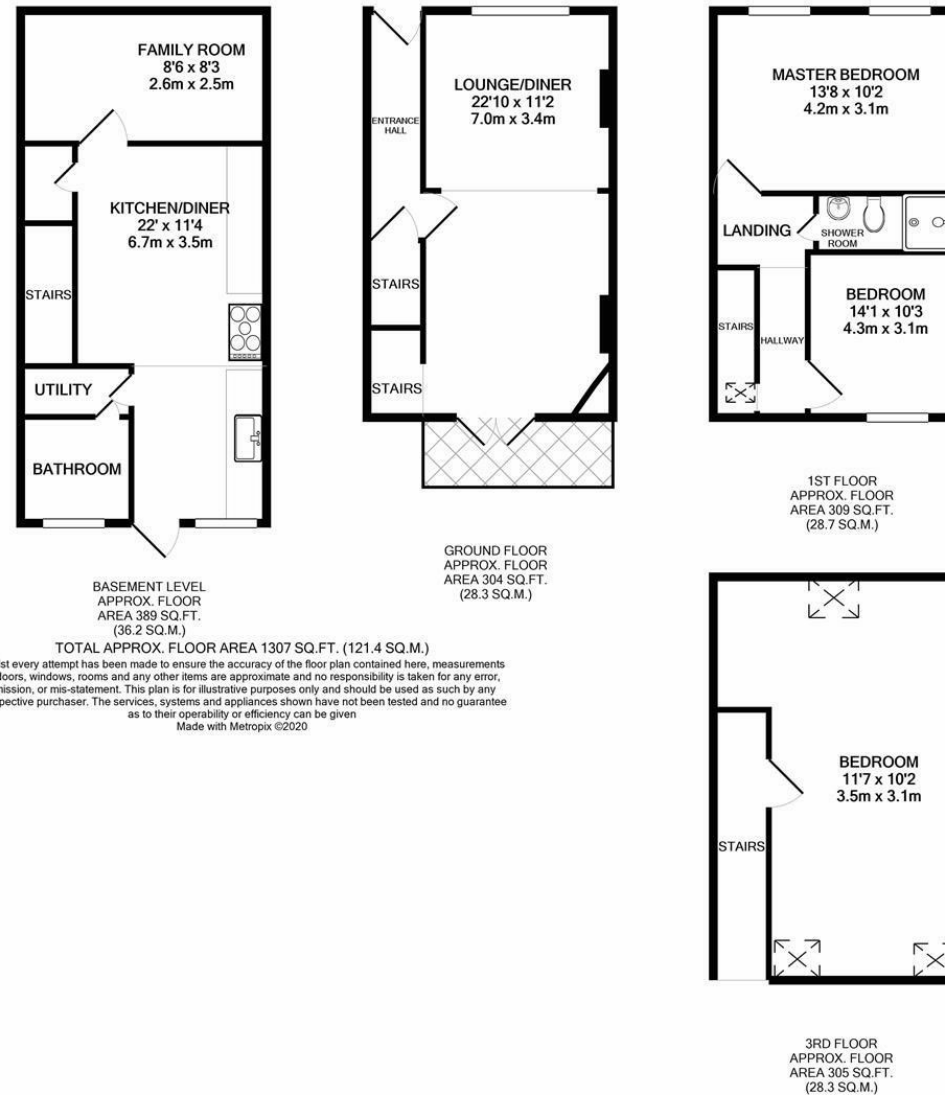 FAMILY ROOM
8'6 x 8'3
2.6m x 2.5m
KITCHEN/DINER
22' x 11'4
6.7m x 3.5m
STAIRS
UTILITY
BATHROOM
BASEMENT LEVEL
APPROX. FLOOR
AREA 389 SQ.FT.
(36.2 SQ.M.)
LOUNGE/DINER
22'10 x 11'2
7.0m x 3.4m
ENTRANCE
HALL
STAIRS
STAIRS
GROUND FLOOR
APPROX. FLOOR
AREA 304 SQ.FT.
(28.3 SQ.M.)
MASTER BEDROOM
13'8 x 10'2
4.2m x 3.1m
LANDING
SHOWER
ROOM
BEDROOM
14'1 x 10'3
4.3m x 3.1m
STAIRS
HALLWAY
1ST FLOOR
APPROX. FLOOR
AREA 309 SQ.FT.
(28.7 SQ.M.)
BEDROOM
11'7 x 10'2
3.5m x 3.1m
STAIRS
3RD FLOOR
APPROX. FLOOR
AREA 305 SQ.FT.
(28.3 SQ.M.)
TOTAL APPROX. FLOOR AREA 1307 SQ.FT. (121.4 SQ.M.)
st every attempt has been made to ensure the accuracy of the floor plan contained here, measurements
oors, windows, rooms and any other items are approximate and no responsibility is taken for any error,
ission, or mis-statement. This plan is for illustrative purposes only and should be used as such by any
spective purchaser. The services, systems and appliances shown have not been tested and no guarantee
as to their operability or efficiency can be given
Made with Metropix ©2020